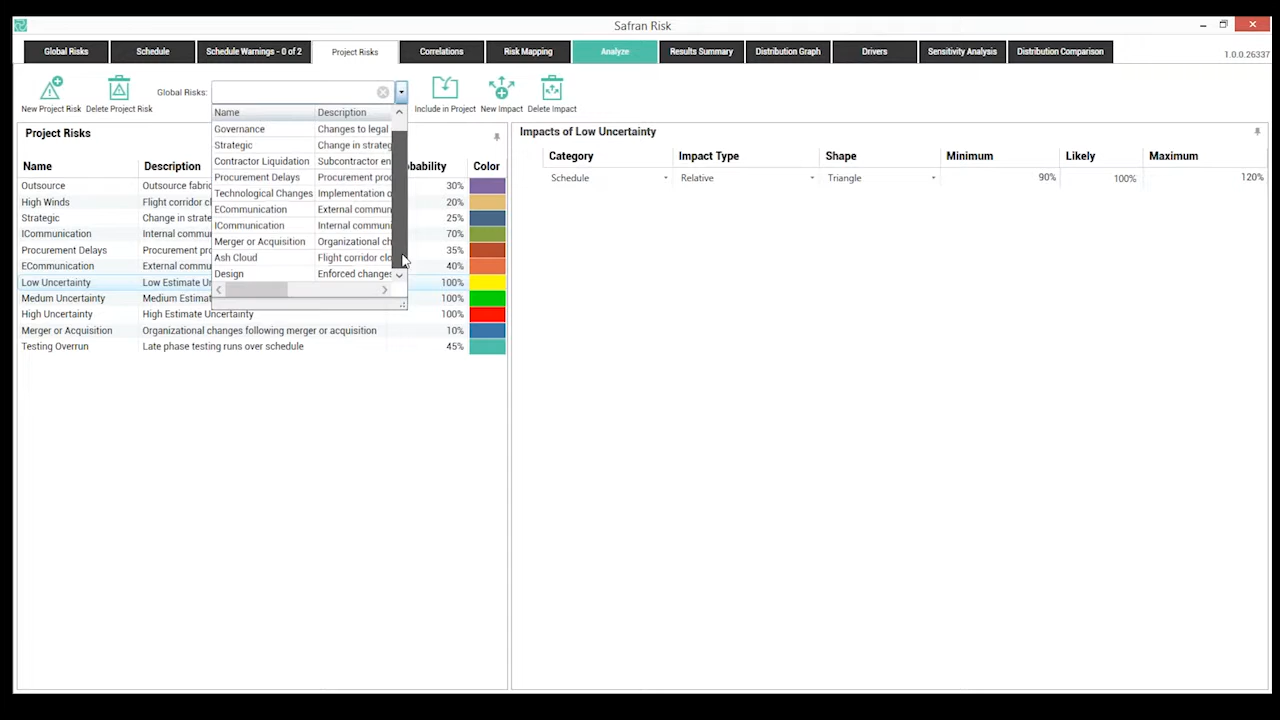 Safran Risk
Global Risks Schedule Schedule Warnings - 0 of 2 Project Risks Correlations Risk Mapping Analyze Results Summary Distribution Graph Drivers Sensitivity Analysis Distribution Comparison 1.0.0.26337
New Project Risk Delete Project Risk Global Risks: Include in Project New Impact Delete Impact
Name Description
Governance Changes to legal
Strategic Change in strateg
Contractor Liquidation Subcontractor en
Procurement Delays Procurement proc
Technological Changes Implementation o
ECommunication External commun
ICommunication Internal communi
Merger or Acquisition Organizational ch
Ash Cloud Flight corridor clo
Design Enforced changes
Project Risks
Name Description obability Color
Outsource Outsource fabric 30%
High Winds Flight corridor cl 20%
Strategic Change in strate 25%
ICommunication Internal commu 70%
Procurement Delays Procurement pro 35%
ECommunication External commu 40%
Low Uncertainty Low Estimate Un 100%
Medum Uncertainty Medium Estimat 100%
High Uncertainty High Estimate Uncertainty 100%
Merger or Acquisition Organizational changes following merger or acquisition 10%
Testing Overrun Late phase testing runs over schedule 45%
Impacts of Low Uncertainty
Category Impact Type Shape Minimum Likely Maximum
Schedule Relative Triangle 90% 100% 120%